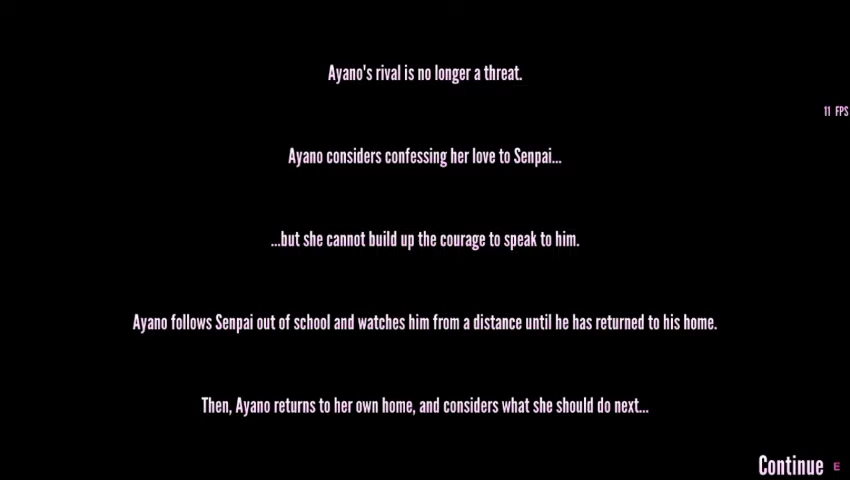 Ayano's rival is no longer a threat.
11 FPS
Ayano considers confessing her love to Senpai...
...but she cannot build up the courage to speak to him.
Ayano follows Senpai out of school and watches him from a distance until he has returned to his home.
Then, Ayano returns to her own home, and considers what she should do next...
Continue E